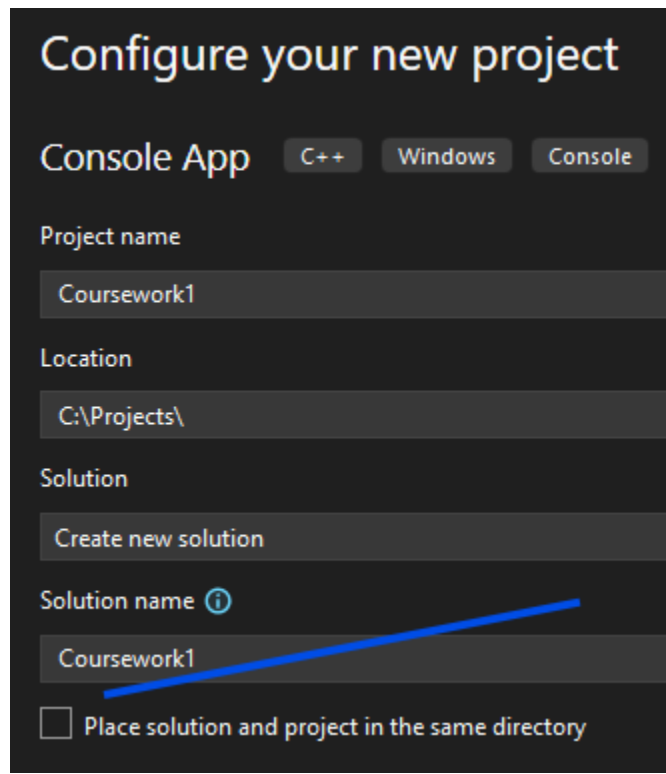 Configure your new project
Console App C++ Windows Console
Project name
Coursework1
Location
C:\Projects\
Solution
Create new solution
Solution name
Coursework1
Place solution and project in the same directory